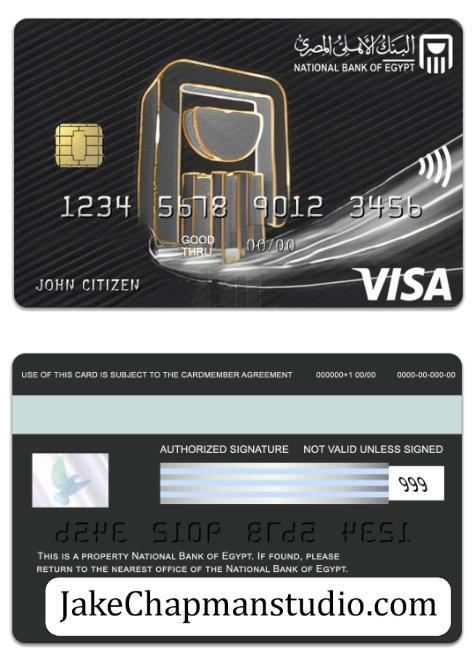 البنك الأهلي المصري
NATIONAL BANK OF EGYPT
1234 5678 9012 3456
GOOD
THRU 00/00
JOHN CITIZEN
VISA
USE OF THIS CARD IS SUBJECT TO THE CARDMEMBER AGREEMENT 000000+1 00/00 0000-00-000-00
AUTHORIZED SIGNATURE NOT VALID UNLESS SIGNED
999
THIS IS A PROPERTY NATIONAL BANK OF EGYPT. IF FOUND, PLEASE
RETURN TO THE NEAREST OFFICE OF THE NATIONAL BANK OF EGYPT.
JakeChapmanstudio.com